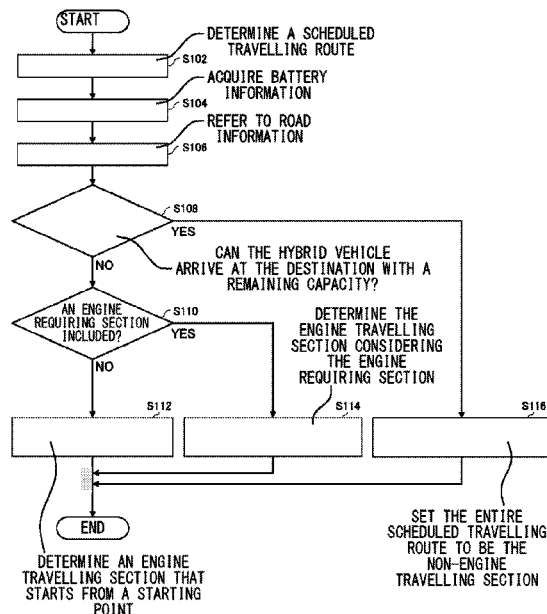 START
DETERMINE A SCHEDULED
TRAVELLING ROUTE
S102
ACQUIRE BATTERY
INFORMATION
S104
REFER TO ROAD
INFORMATION
S106
S108
YES
CAN THE HYBRID VEHICLE
ARRIVE AT THE DESTINATION WITH A
REMAINING CAPACITY?
NO
AN ENGINE
REQUIRING SECTION
INCLUDED?
S110
YES
DETERMINE THE
ENGINE TRAVELLING
SECTION CONSIDERING
THE ENGINE
REQUIRING SECTION
NO
S112
S114
S116
END
DETERMINE AN ENGINE
TRAVELLING SECTION THAT
STARTS FROM A STARTING
POINT
SET THE ENTIRE
SCHEDULED TRAVELLING
ROUTE TO BE THE
NON-ENGINE
TRAVELLING SECTION